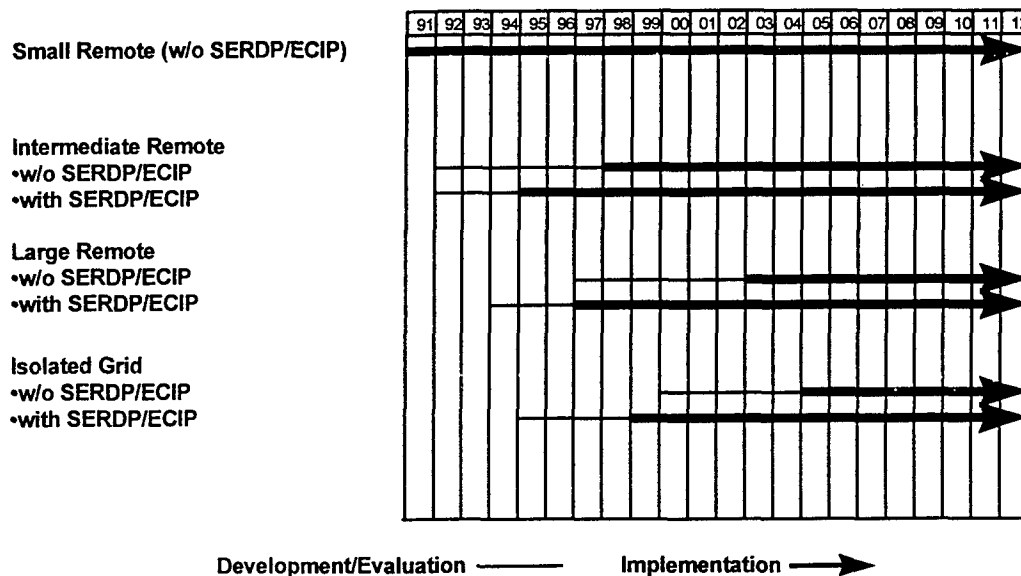 91 92 93 94 95 96 97 98 99 00 01 02 03 04 05 06 07 08 09 10 11 12
Small Remote (w/o SERDP/ECIP)
Intermediate Remote
•w/o SERDP/ECIP
•with SERDP/ECIP
Large Remote
•w/o SERDP/ECIP
•with SERDP/ECIP
Isolated Grid
•w/o SERDP/ECIP
•with SERDP/ECIP
Development/Evaluation Implementation